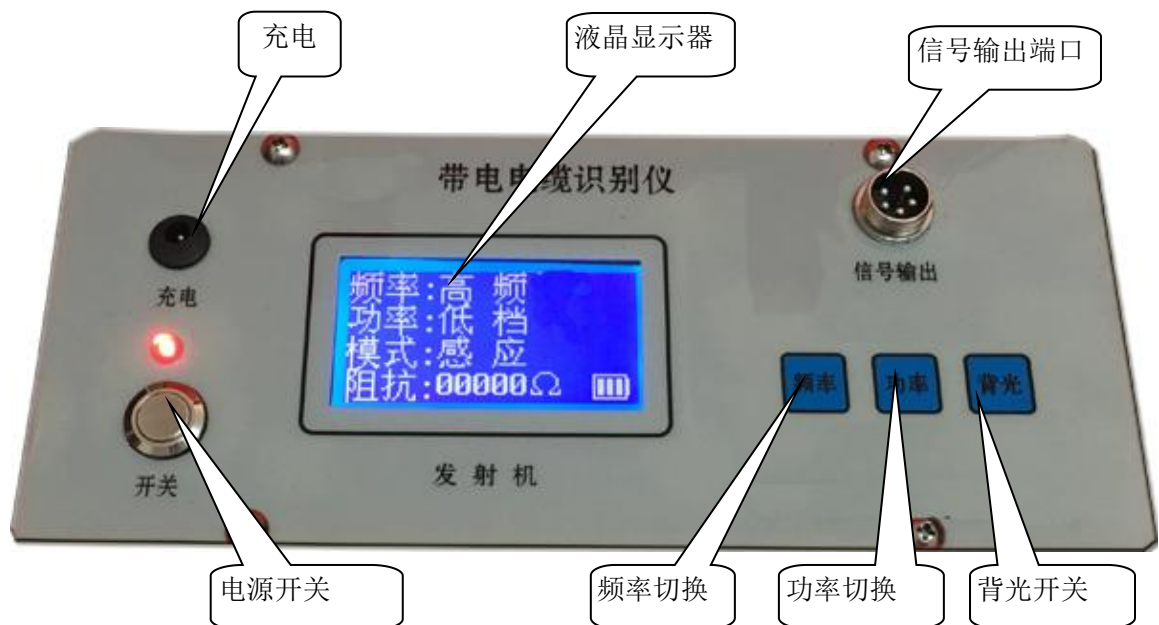 充电
液晶显示器
信号输出端口
带电电缆识别仪
频率:高 频
功率:低 档
模式:感 应
阻抗:00000Ω
充电
信号输出
频率
功率
背光
开关
发 射 机
电源开关
频率切换
功率切换
背光开关